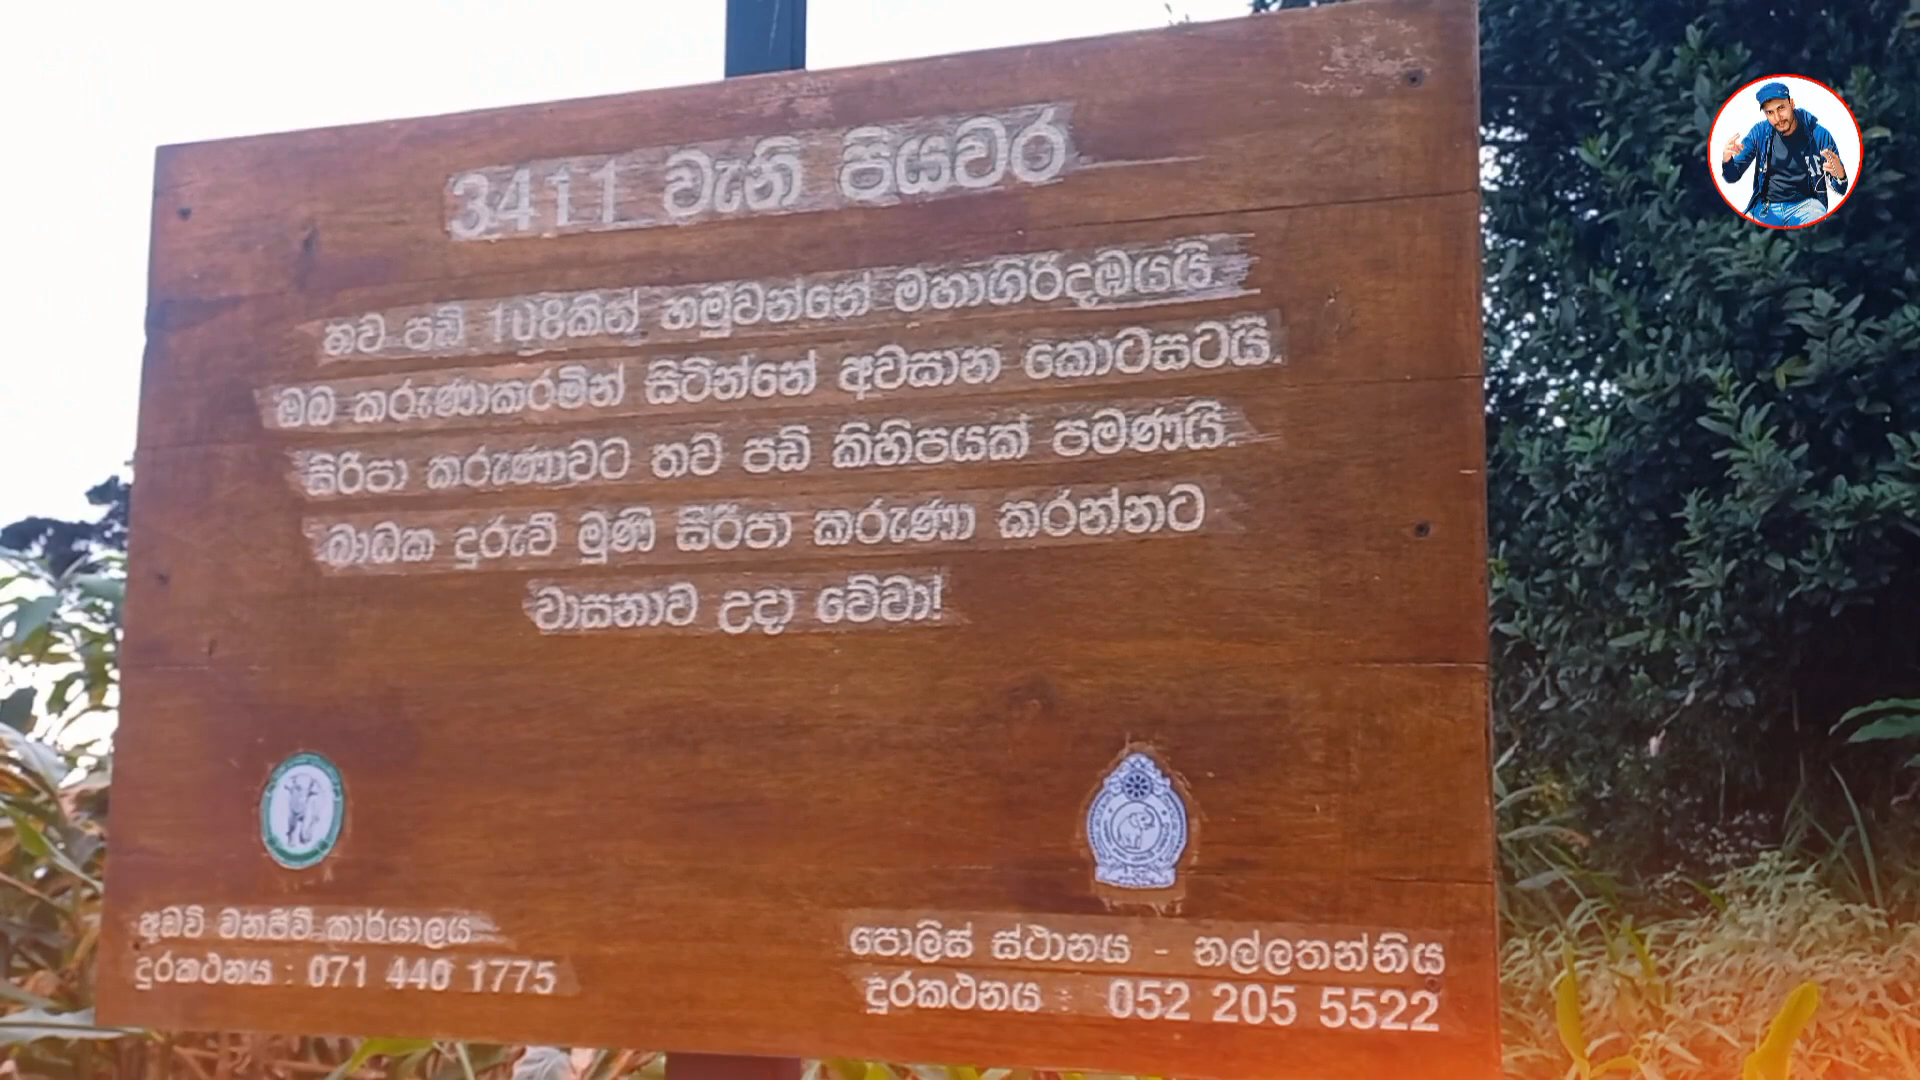 3411 වැනි පියවර
තව පඩි 108කින් හමුවන්නේ මහාගිරිදඹයයි.
ඔබ කරුණාකරමින් සිටින්නේ අවසාන කොටසටයි.
සිරිපා කරුණාවට තව පඩි කිහිපයක් පමණයි.
බාධක දුරුවී මුණි සිරිපා කරුණා කරන්නට
වාසනාව උදා වේවා!
අඩවි වනජීවී කාර්යාලය
දුරකථනය : 071 440 1775
පොලිස් ස්ථානය - නල්ලතන්නිය
දුරකථනය : 052 205 5522